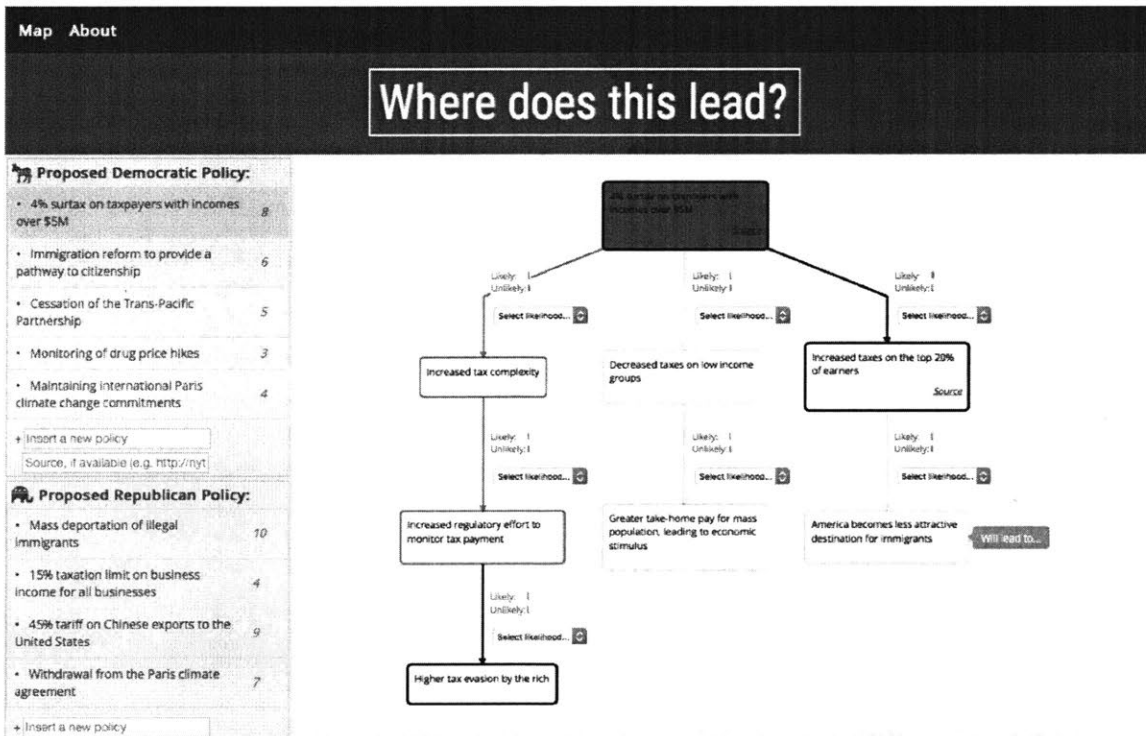 Map About
Where does this lead?
Proposed Democratic Policy:
• 4% surtax on taxpayers with incomes
over $5M
8
• Immigration reform to provide a
pathway to citizenship
6
• Cessation of the Trans-Pacific
Partnership
5
• Monitoring of drug price hikes
3
• Maintaining international Paris
climate change commitments
4
+ Insert a new policy
Source, if available (e.g. http://nyt
Proposed Republican Policy:
• Mass deportation of illegal
immigrants
10
• 15% taxation limit on business
income for all businesses
4
• 45% tariff on Chinese exports to the
United States
9
• Withdrawal from the Paris climate
agreement
7
+ Insert a new policy
4% surtax on taxpayers with
incomes over $5M
Source
Likely:
Unlikely:
Select likelihood...
Likely:
Unlikely:
Select likelihood...
Likely:
Unlikely:
Select likelihood...
Increased tax complexity
Decreased taxes on low income
groups
Increased taxes on the top 20%
of earners
Source
Likely:
Unlikely:
Select likelihood...
Likely:
Unlikely:
Select likelihood...
Likely:
Unlikely:
Select likelihood...
Increased regulatory effort to
monitor tax payment
Greater take-home pay for mass
population, leading to economic
stimulus
America becomes less attractive
destination for immigrants
Will lead to...
Likely:
Unlikely:
Select likelihood...
Higher tax evasion by the rich